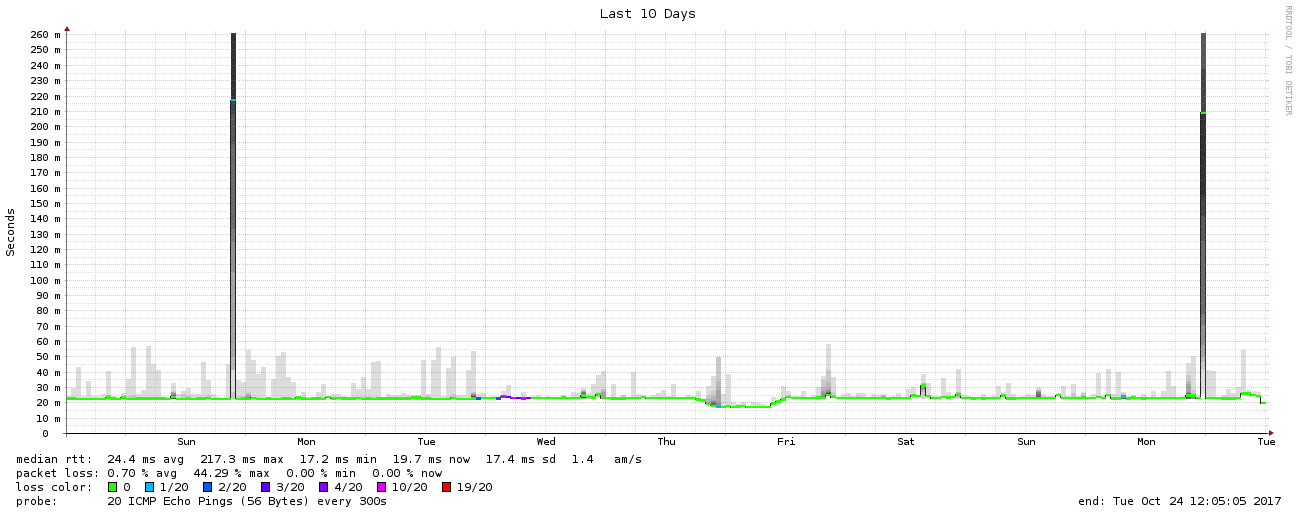 Last 10 Days
RRDTOOL / TOBI OETIKER
Seconds
260 m
250 m
240 m
230 m
220 m
210 m
200 m
190 m
180 m
170 m
160 m
150 m
140 m
130 m
120 m
110 m
100 m
90 m
80 m
70 m
60 m
50 m
40 m
30 m
20 m
10 m
0
Sun Mon Tue Wed Thu Fri Sat Sun Mon Tue
median rtt: 24.4 ms avg 217.3 ms max 17.2 ms min 19.7 ms now 17.4 ms sd 1.4 am/s
packet loss: 0.70 % avg 44.29 % max 0.00 % min 0.00 % now
loss color: 0 1/20 2/20 3/20 4/20 10/20 19/20
probe: 20 ICMP Echo Pings (56 Bytes) every 300s end: Tue Oct 24 12:05:05 2017